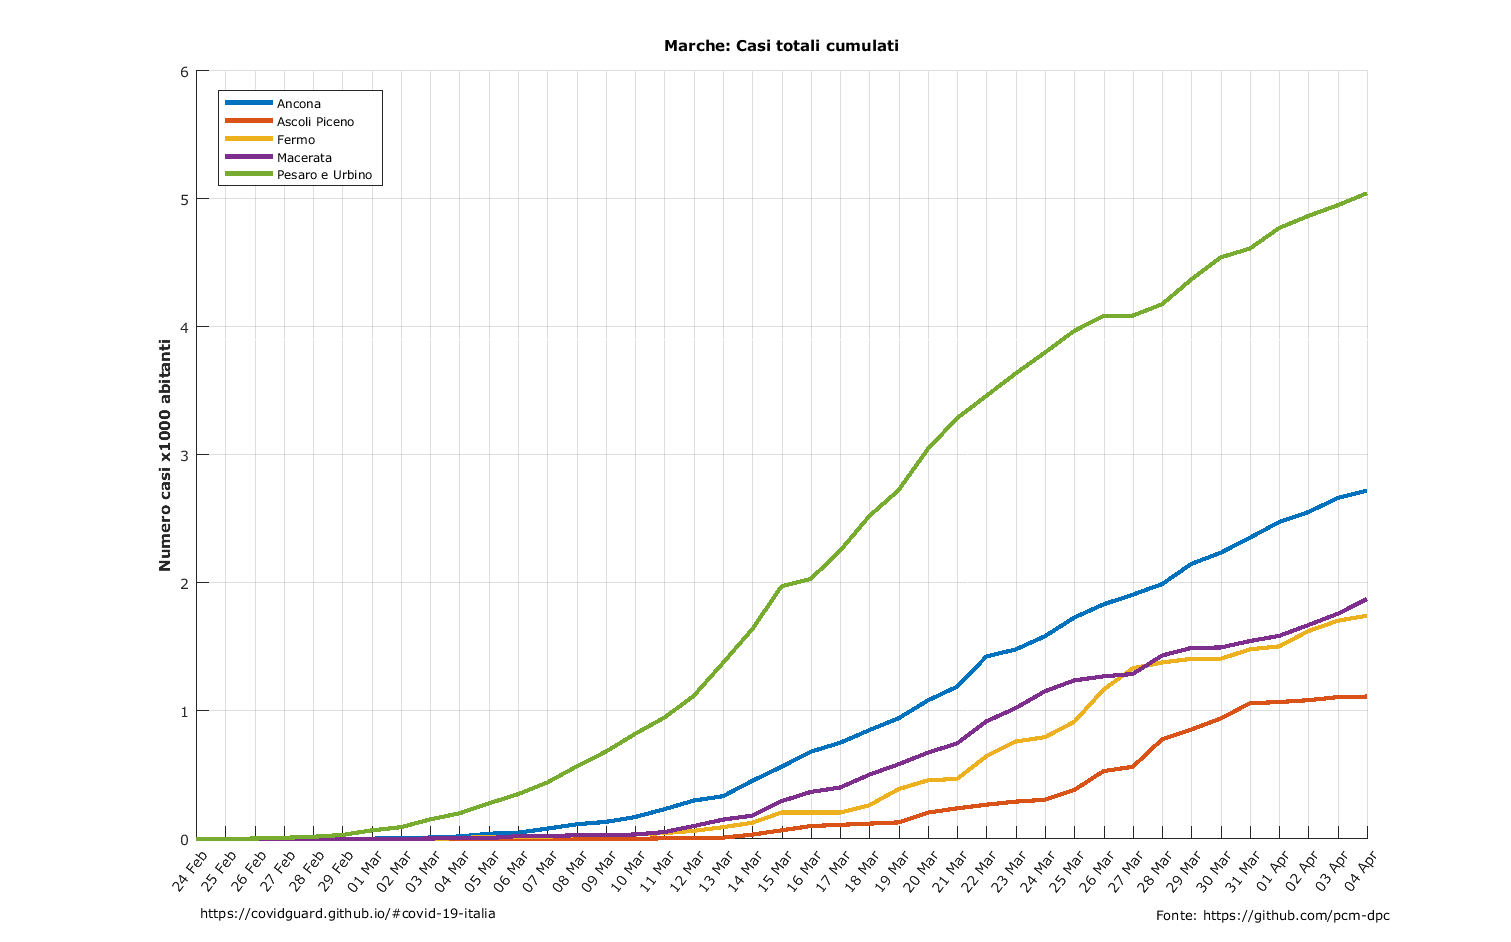 Marche: Casi totali cumulati
Numero casi x1000 abitanti
6
5
4
3
2
1
0
Ancona
Ascoli Piceno
Fermo
Macerata
Pesaro e Urbino
24 Feb
25 Feb
26 Feb
27 Feb
28 Feb
29 Feb
01 Mar
02 Mar
03 Mar
04 Mar
05 Mar
06 Mar
07 Mar
08 Mar
09 Mar
10 Mar
11 Mar
12 Mar
13 Mar
14 Mar
15 Mar
16 Mar
17 Mar
18 Mar
19 Mar
20 Mar
21 Mar
22 Mar
23 Mar
24 Mar
25 Mar
26 Mar
27 Mar
28 Mar
29 Mar
30 Mar
31 Mar
01 Apr
02 Apr
03 Apr
04 Apr
https://covidguard.github.io/#covid-19-italia
Fonte: https://github.com/pcm-dpc